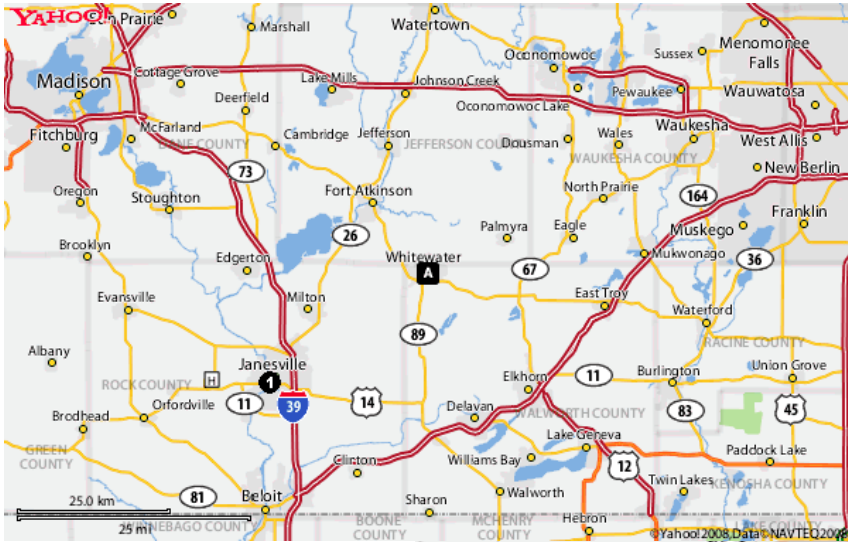 YAHOO!
Prairie
Marshall
Watertown
Oconomowoc
Sussex
Menomonee
Falls
Madison
Cottage Grove
Lake Mills
Johnson Creek
Pewaukee
Wauwatosa
Deerfield
Oconomowoc Lake
Fitchburg
McFarland
DANE COUNTY
Cambridge
Jefferson
JEFFERSON COUNTY
Dousman
Wales
Waukesha
WAUKESHA COUNTY
West Allis
New Berlin
73
Oregon
Stoughton
Fort Atkinson
North Prairie
164
Franklin
Brooklyn
Edgerton
26
Whitewater
A
Palmyra
Eagle
67
Muskego
Mukwonago
36
Evansville
Milton
East Troy
Waterford
89
RACINE COUNTY
Albany
Janesville
ROCK COUNTY
H
1
Elkhorn
11
Burlington
Union Grove
Brodhead
Orfordville
11
39
14
Delavan
WALWORTH COUNTY
83
45
GREEN
COUNTY
Clinton
Williams Bay
Lake Geneva
12
Paddock Lake
81
Beloit
Sharon
Walworth
Twin Lakes
KENOSHA COUNTY
25.0 km
25 mi
WINNEBAGO COUNTY
BOONE
COUNTY
MCHENRY
COUNTY
Hebron
LAKE COUNTY
©Yahoo!2008,Data©NAVTEQ2008